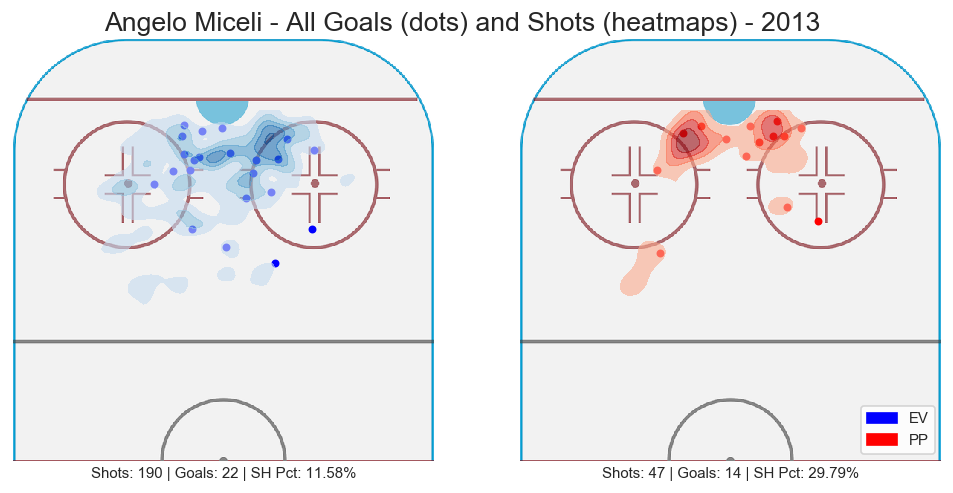 Angelo Miceli - All Goals (dots) and Shots (heatmaps) - 2013
EV
PP
Shots: 190 | Goals: 22 | SH Pct: 11.58%
Shots: 47 | Goals: 14 | SH Pct: 29.79%